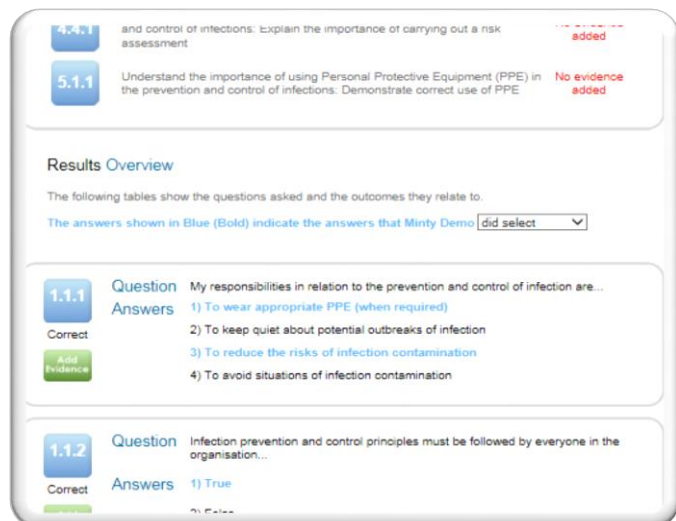 4.4.1
and control of infections: Explain the importance of carrying out a risk
assessment
No evidence
added
5.1.1
Understand the importance of using Personal Protective Equipment (PPE) in
the prevention and control of infections: Demonstrate correct use of PPE
No evidence
added
Results Overview
The following tables show the questions asked and the outcomes they relate to.
The answers shown in Blue (Bold) indicate the answers that Minty Demo did select
1.1.1
Correct
Add
Evidence
Question My responsibilities in relation to the prevention and control of infection are...
Answers 1) To wear appropriate PPE (when required)
2) To keep quiet about potential outbreaks of infection
3) To reduce the risks of infection contamination
4) To avoid situations of infection contamination
1.1.2
Correct
Question Infection prevention and control principles must be followed by everyone in the
organisation...
Answers 1) True
2) False